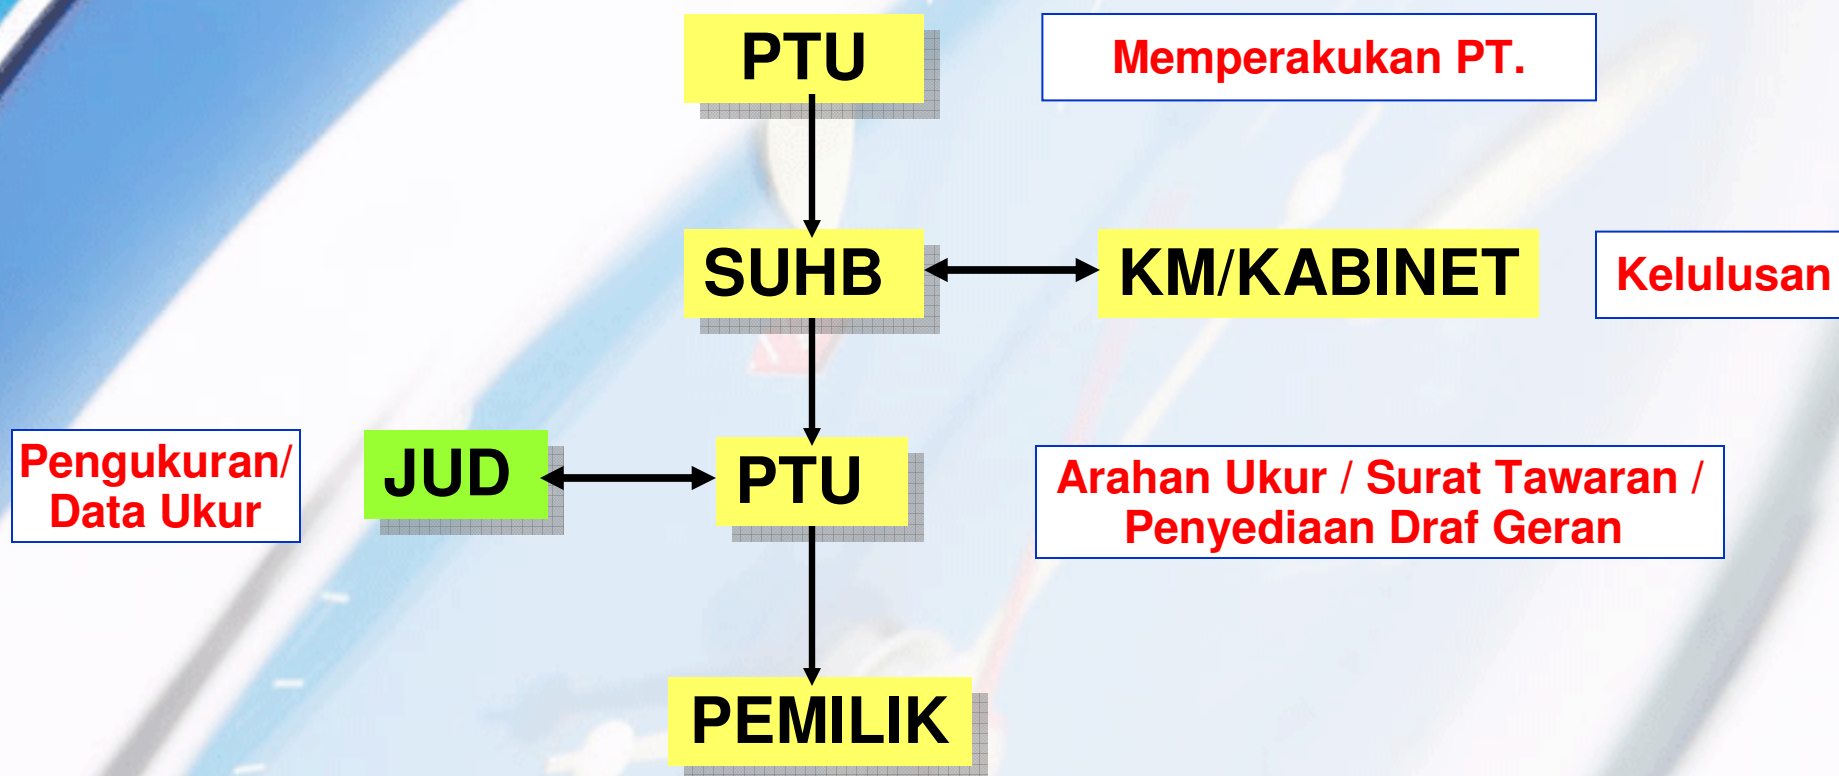 PTU
Memperakukan PT.
SUHB
KM/KABINET
Kelulusan
Pengukuran/
Data Ukur
JUD
PTU
Arahan Ukur / Surat Tawaran /
Penyediaan Draf Geran
PEMILIK